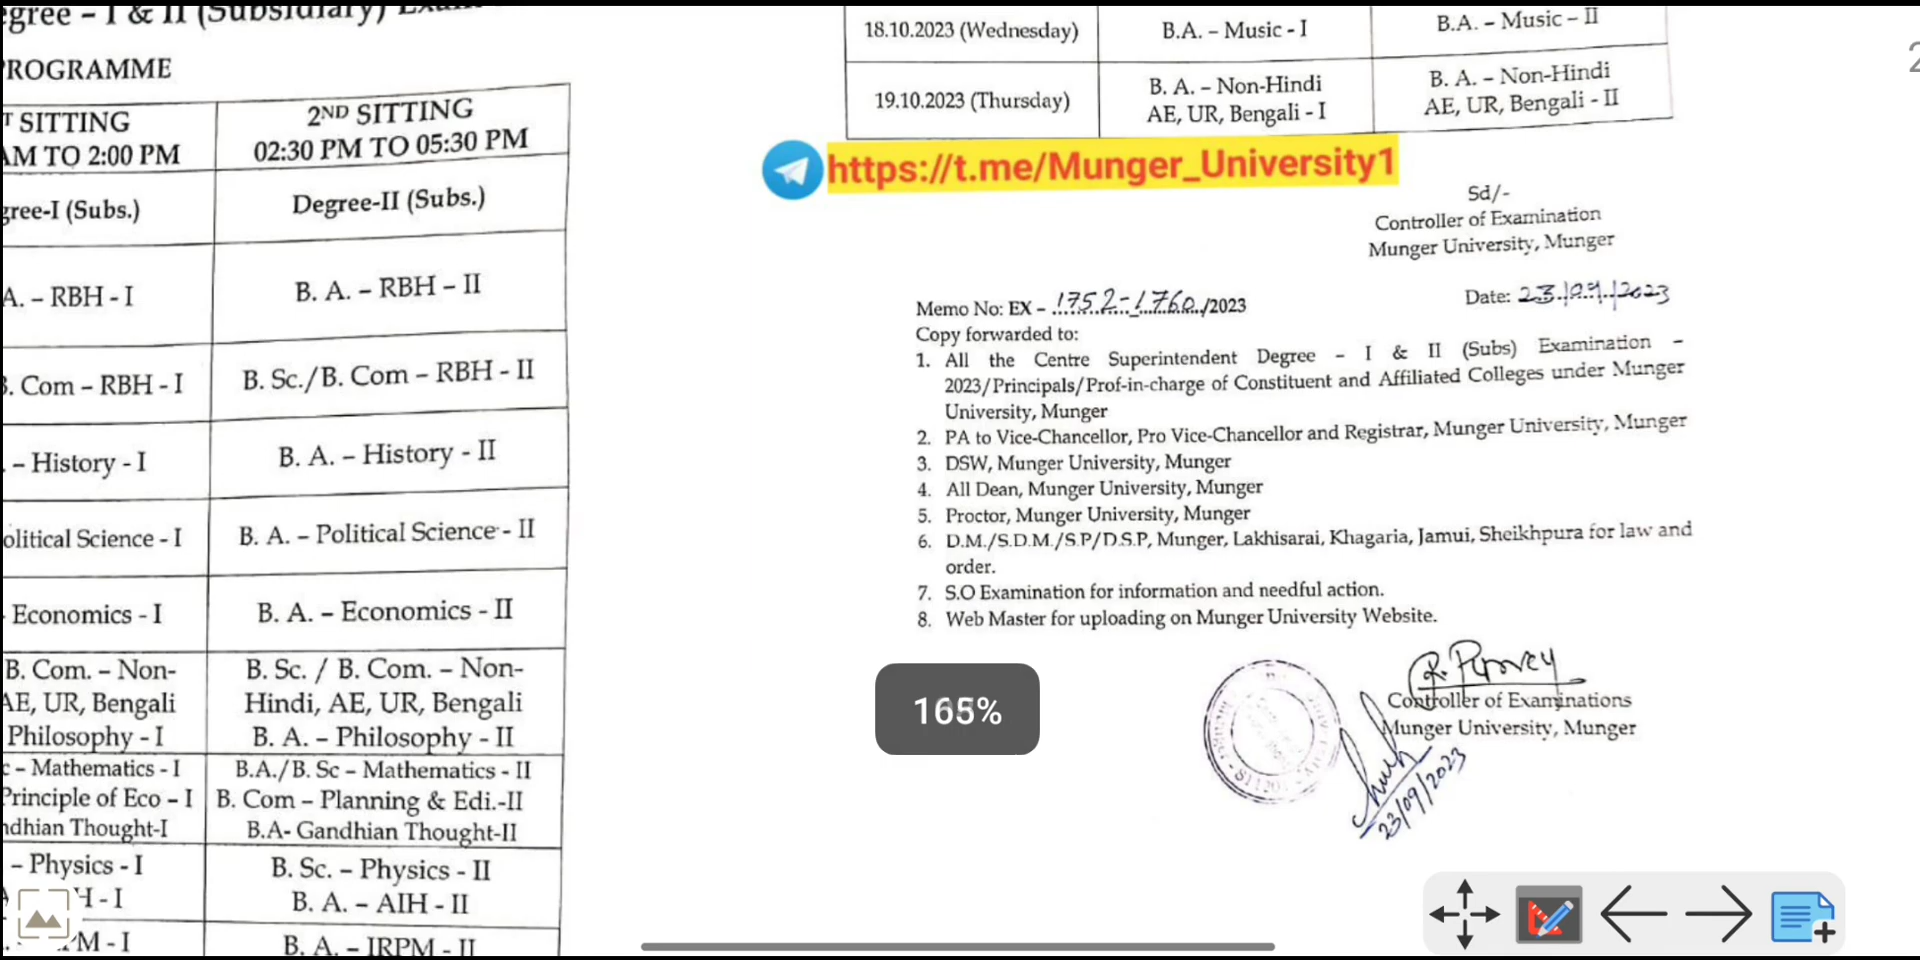 egree – I & II (Subsidiary)
PROGRAMME
SITTING
AM TO 2:00 PM
2ND SITTING
02:30 PM TO 05:30 PM
gree-I (Subs.)
Degree-II (Subs.)
A. – RBH - I
B. A. – RBH – II
B. Com – RBH - I
B. Sc./B. Com – RBH - II
– History - I
B. A. – History - II
olitical Science - I
B. A. – Political Science - II
Economics - I
B. A. – Economics - II
B. Com. – Non-
AE, UR, Bengali
Philosophy - I
B. Sc. / B. Com. – Non-
Hindi, AE, UR, Bengali
B. A. – Philosophy - II
c – Mathematics - I
Principle of Eco – I
ndhian Thought-I
B.A./B. Sc – Mathematics - II
B. Com – Planning & Edi.-II
B.A- Gandhian Thought-II
– Physics - I
H - I
B. Sc. – Physics - II
B. A. – AIH - II
M - I
B. A. – IRPM - II
18.10.2023 (Wednesday)
B.A. – Music - I
B.A. – Music – II
19.10.2023 (Thursday)
B. A. – Non-Hindi
AE, UR, Bengali - I
B. A. – Non-Hindi
AE, UR, Bengali - II
https://t.me/Munger_University1
Sd/-
Controller of Examination
Munger University, Munger
Memo No: EX – 1752-1760/2023
Date: 23/09/2023
Copy forwarded to:
1. All the Centre Superintendent Degree – I & II (Subs) Examination –
2023/Principals/Prof-in-charge of Constituent and Affiliated Colleges under Munger
University, Munger
2. PA to Vice-Chancellor, Pro Vice-Chancellor and Registrar, Munger University, Munger
3. DSW, Munger University, Munger
4. All Dean, Munger University, Munger
5. Proctor, Munger University, Munger
6. D.M./S.D.M./S.P/D.S.P, Munger, Lakhisarai, Khagaria, Jamui, Sheikhpura for law and
order.
7. S.O Examination for information and needful action.
8. Web Master for uploading on Munger University Website.
Controller of Examinations
Munger University, Munger
23/09/2023
165%